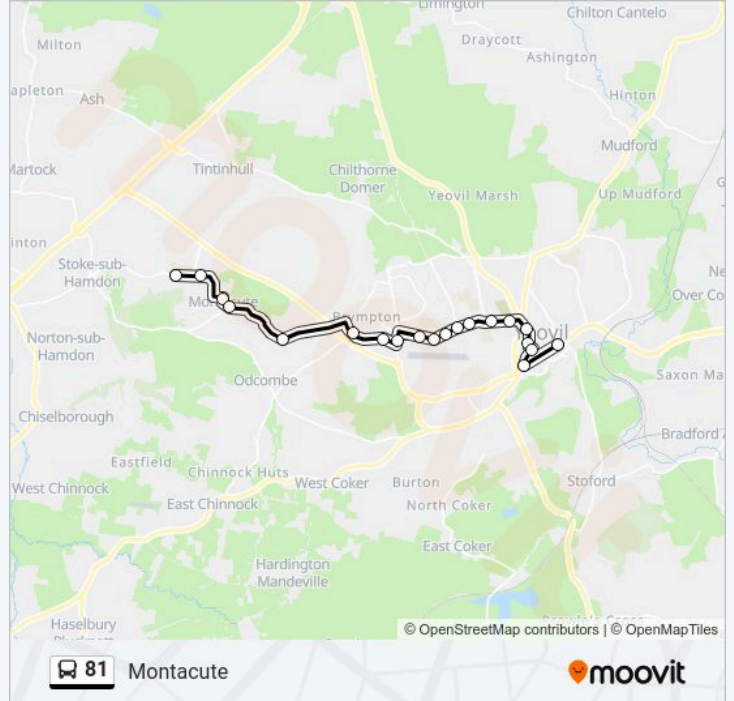 Limington
Chilton Cantelo
Milton
Draycott
Ashington
apleton
Ash
Hinton
Mudford
Martock
Tintinhull
Chilthorne
Domer
Yeovil Marsh
Up Mudford
inton
Stoke-sub-
Hamdon
Ne
Over Co
Montacute
Brympton
Yeovil
Norton-sub-
Hamdon
Saxon Ma
Odcombe
Chiselborough
Bradford
Eastfield
Chinnock Huts
West Chinnock
West Coker
Burton
Stoford
East Chinnock
North Coker
East Coker
Hardington
Mandeville
Haselbury
© OpenStreetMap contributors | © OpenMapTiles
81 Montacute
moovit